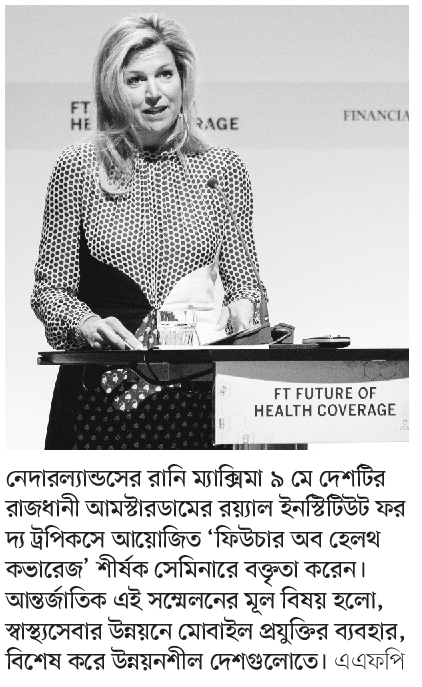 FT
HE RAGE
FINANCIA
FT FUTURE OF
HEALTH COVERAGE
নেদারল্যান্ডসের রানি ম্যাক্সিমা ৯ মে দেশটির
রাজধানী আমস্টারডামের রয়্যাল ইনস্টিটিউট ফর
দ্য ট্রপিকসে আয়োজিত ‘ফিউচার অব হেলথ
কভারেজ’ শীর্ষক সেমিনারে বক্তৃতা করেন।
আন্তর্জাতিক এই সম্মেলনের মূল বিষয় হলো,
স্বাস্থ্যসেবার উন্নয়নে মোবাইল প্রযুক্তির ব্যবহার,
বিশেষ করে উন্নয়নশীল দেশগুলোতে। এএফপি